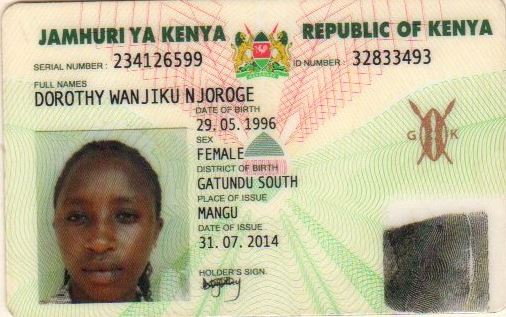 JAMHURI YA KENYA REPUBLIC OF KENYA
SERIAL NUMBER: 234126599 ID NUMBER: 32833493
FULL NAMES
DOROTHY WANJIKU NJOROGE
DATE OF BIRTH
29.05.1996
SEX
FEMALE
DISTRICT OF BIRTH
GATUNDU SOUTH
PLACE OF ISSUE
MANGU
DATE OF ISSUE
31.07.2014
HOLDER'S SIGN.
G K